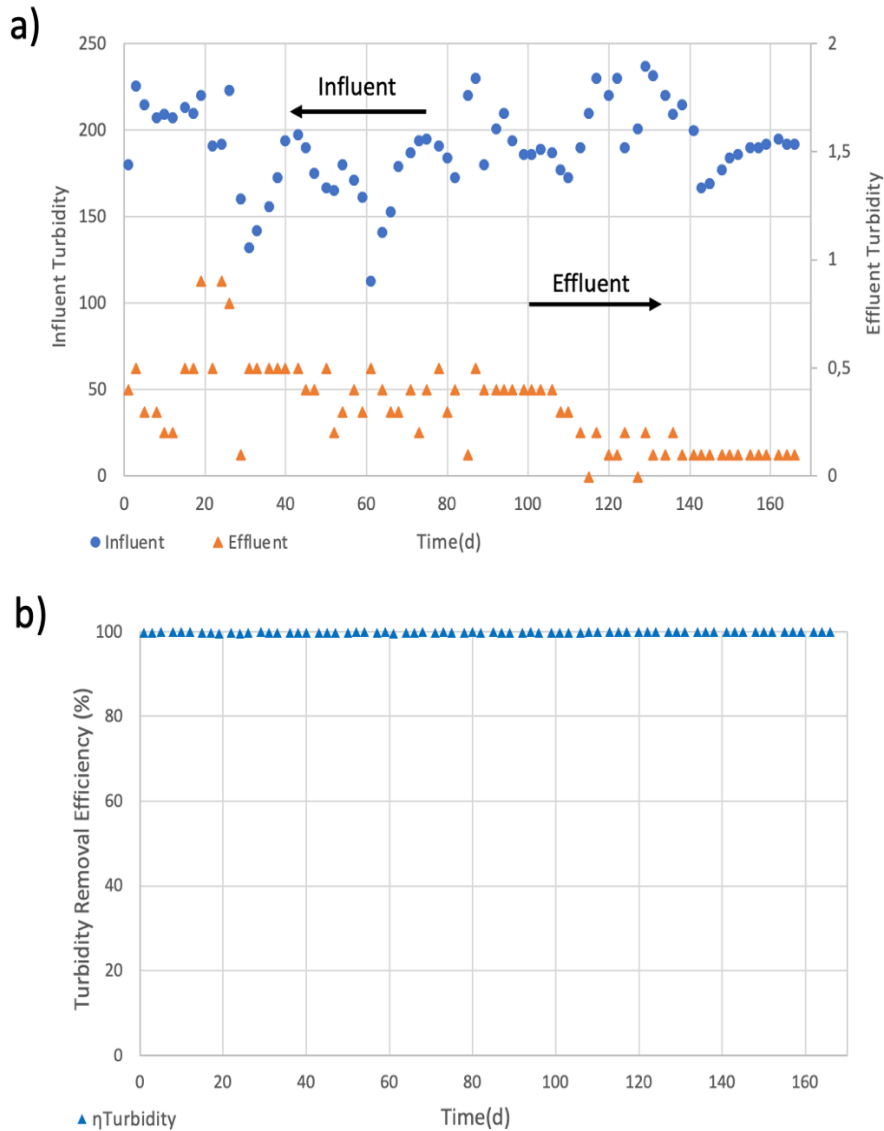 a)
250
200
150
100
50
0
Influent Turbidity
2
1,5
1
0,5
0
Effluent Turbidity
Influent
Effluent
0 20 40 60 80 100 120 140 160
Influent Effluent Time(d)
b)
100
80
60
40
20
0
Turbidity Removal Efficiency (%)
0 20 40 60 80 100 120 140 160
ηTurbidity Time(d)